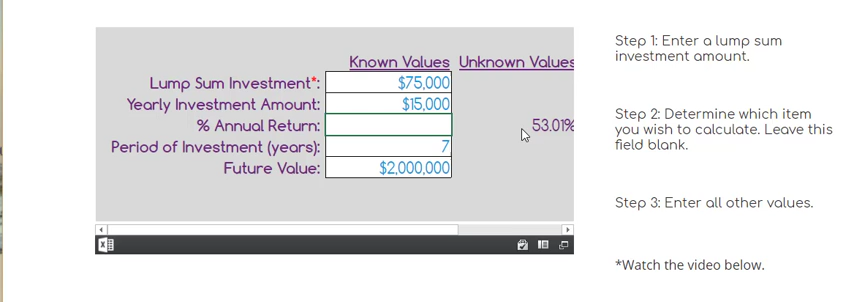 Known Values Unknown Values
Lump Sum Investment*: $75,000
Yearly Investment Amount: $15,000
% Annual Return: 53.01%
Period of Investment (years): 7
Future Value: $2,000,000
Step 1: Enter a lump sum
investment amount.
Step 2: Determine which item
you wish to calculate. Leave this
field blank.
Step 3: Enter all other values.
*Watch the video below.